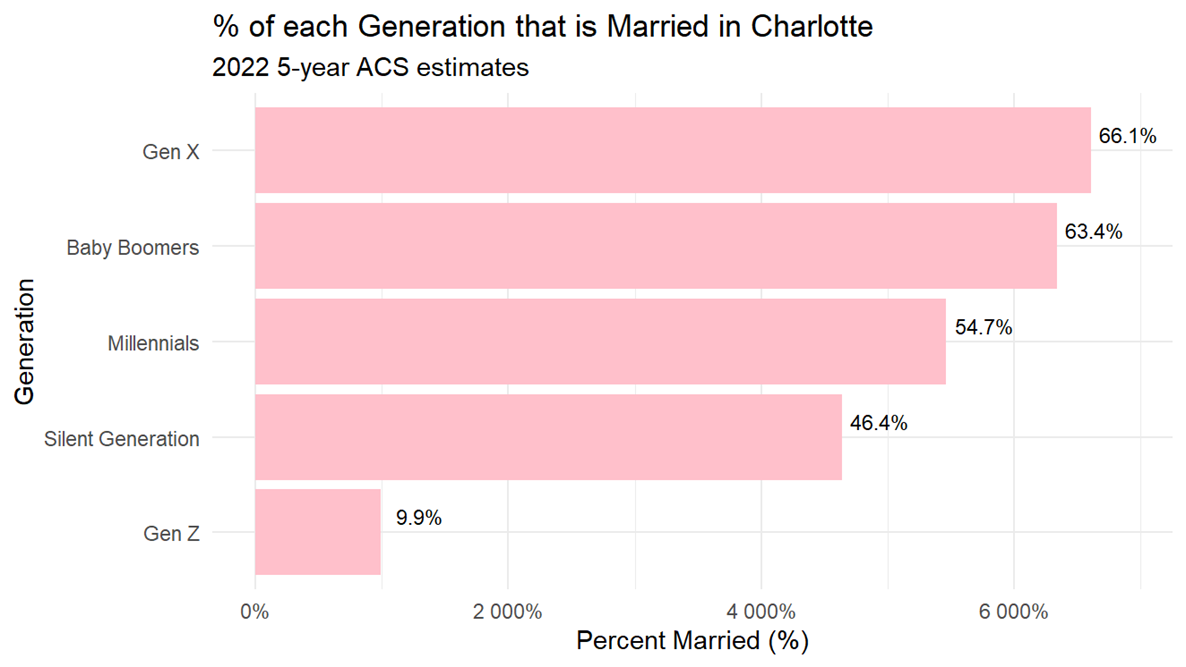 % of each Generation that is Married in Charlotte
2022 5-year ACS estimates
Generation
Gen X
66.1%
Baby Boomers
63.4%
Millennials
54.7%
Silent Generation
46.4%
Gen Z
9.9%
0%
2 000%
4 000%
6 000%
Percent Married (%)